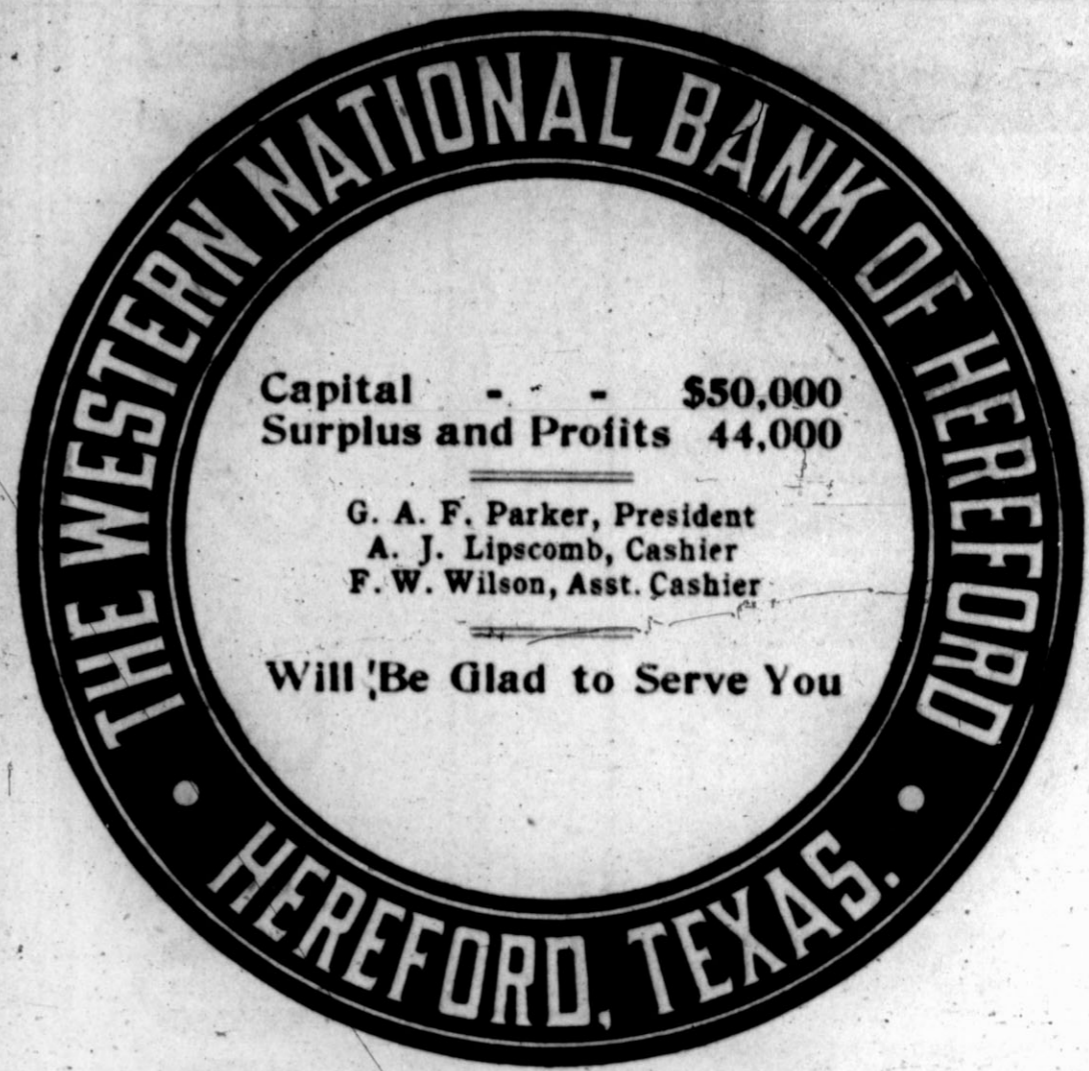 THE WESTERN NATIONAL BANK OF HEREFORD
Capital - - - $50,000
Surplus and Profits 44,000
G. A. F. Parker, President
A. J. Lipscomb, Cashier
F. W. Wilson, Asst. Cashier
Will Be Glad to Serve You
HEREFORD, TEXAS.